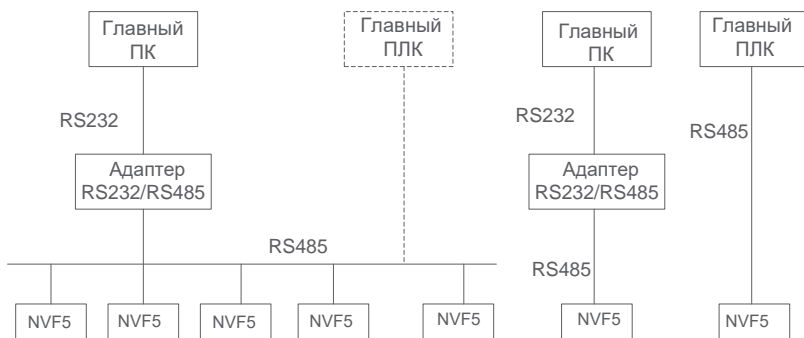 Главный
ПК
Главный
ПЛК
Главный
ПК
Главный
ПЛК
RS232
RS232
RS485
Адаптер
RS232/RS485
Адаптер
RS232/RS485
RS485
RS485
NVF5
NVF5
NVF5
NVF5
NVF5
NVF5
NVF5